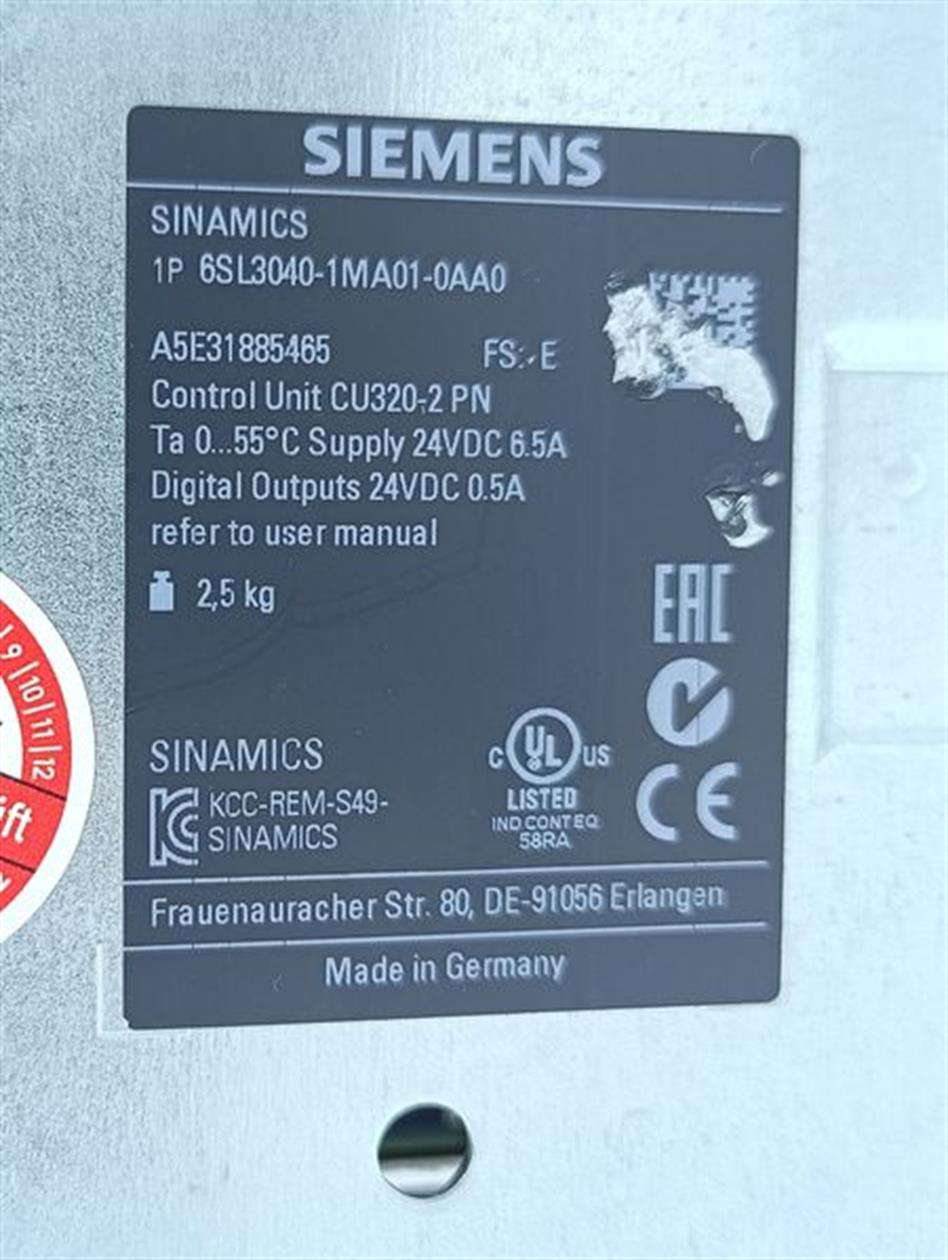 SIEMENS
SINAMICS
1P 6SL3040-1MA01-0AA0
A5E31885465 FS: E
Control Unit CU320-2 PN
Ta 0...55°C Supply 24VDC 6.5A
Digital Outputs 24VDC 0.5A
refer to user manual
2,5 kg
EAC
SINAMICS
KCC-REM-S49-
SINAMICS
C UL US
LISTED
IND.CONT.EQ.
58RA
CE
Frauenauracher Str. 80, DE-91056 Erlangen
Made in Germany
9|10|11|12